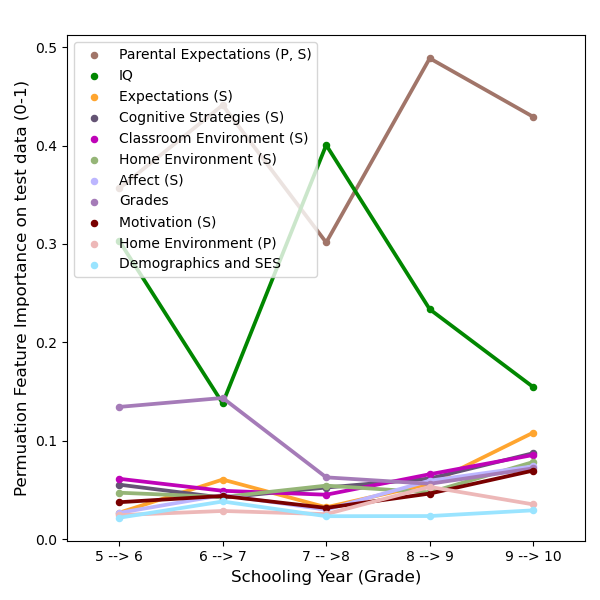 Parental Expectations (P, S)
IQ
Expectations (S)
Cognitive Strategies (S)
Classroom Environment (S)
Home Environment (S)
Affect (S)
Grades
Motivation (S)
Home Environment (P)
Demographics and SES
Permuation Feature Importance on test data (0-1)
0.5
0.4
0.3
0.2
0.1
0.0
5 --> 6
6 --> 7
7 -- >8
8 --> 9
9 --> 10
Schooling Year (Grade)